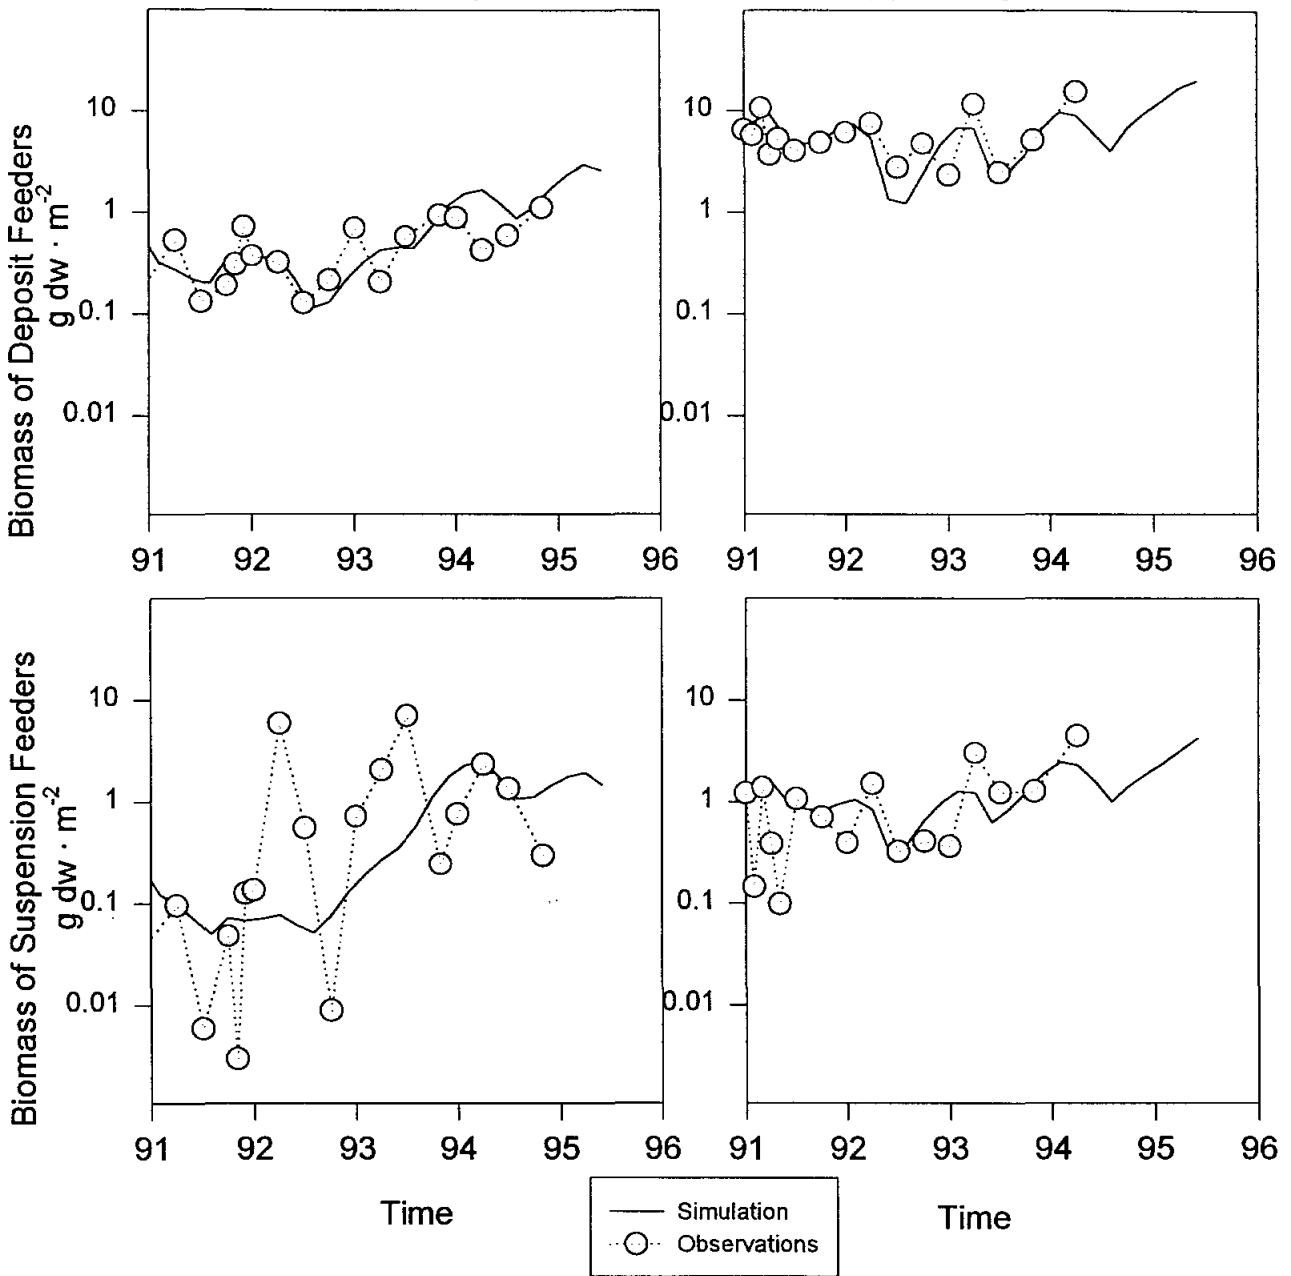 Biomass of Deposit Feeders
g dw · m⁻²
10
1
0.1
0.01
91 92 93 94 95 96
10
1
0.1
0.01
91 92 93 94 95 96
Biomass of Suspension Feeders
g dw · m⁻²
10
1
0.1
0.01
91 92 93 94 95 96
Time
10
1
0.1
0.01
91 92 93 94 95 96
Time
Simulation
Observations